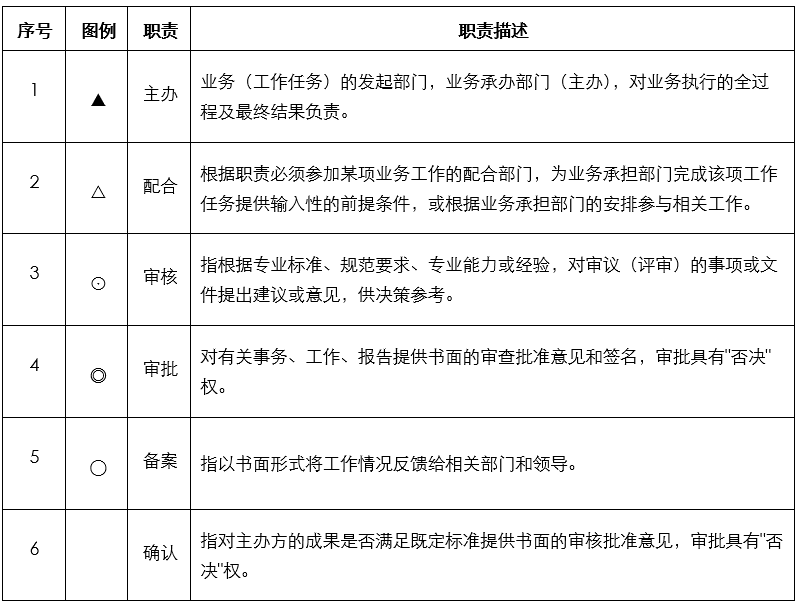 序号 图例 职责 职责描述
1 ▲ 主办 业务（工作任务）的发起部门，业务承办部门（主办），对业务执行的全过
程及最终结果负责。
2 △ 配合 根据职责必须参加某项业务工作的配合部门，为业务承担部门完成该项工作
任务提供输入性的前提条件，或根据业务承担部门的安排参与相关工作。
3 ⊙ 审核 指根据专业标准、规范要求、专业能力或经验，对审议（评审）的事项或文
件提出建议或意见，供决策参考。
4 ◎ 审批 对有关事务、工作、报告提供书面的审查批准意见和签名，审批具有"否决"
权。
5 ○ 备案 指以书面形式将工作情况反馈给相关部门和领导。
6 确认 指对主办方的成果是否满足既定标准提供书面的审核批准意见，审批具有"否
决"权。